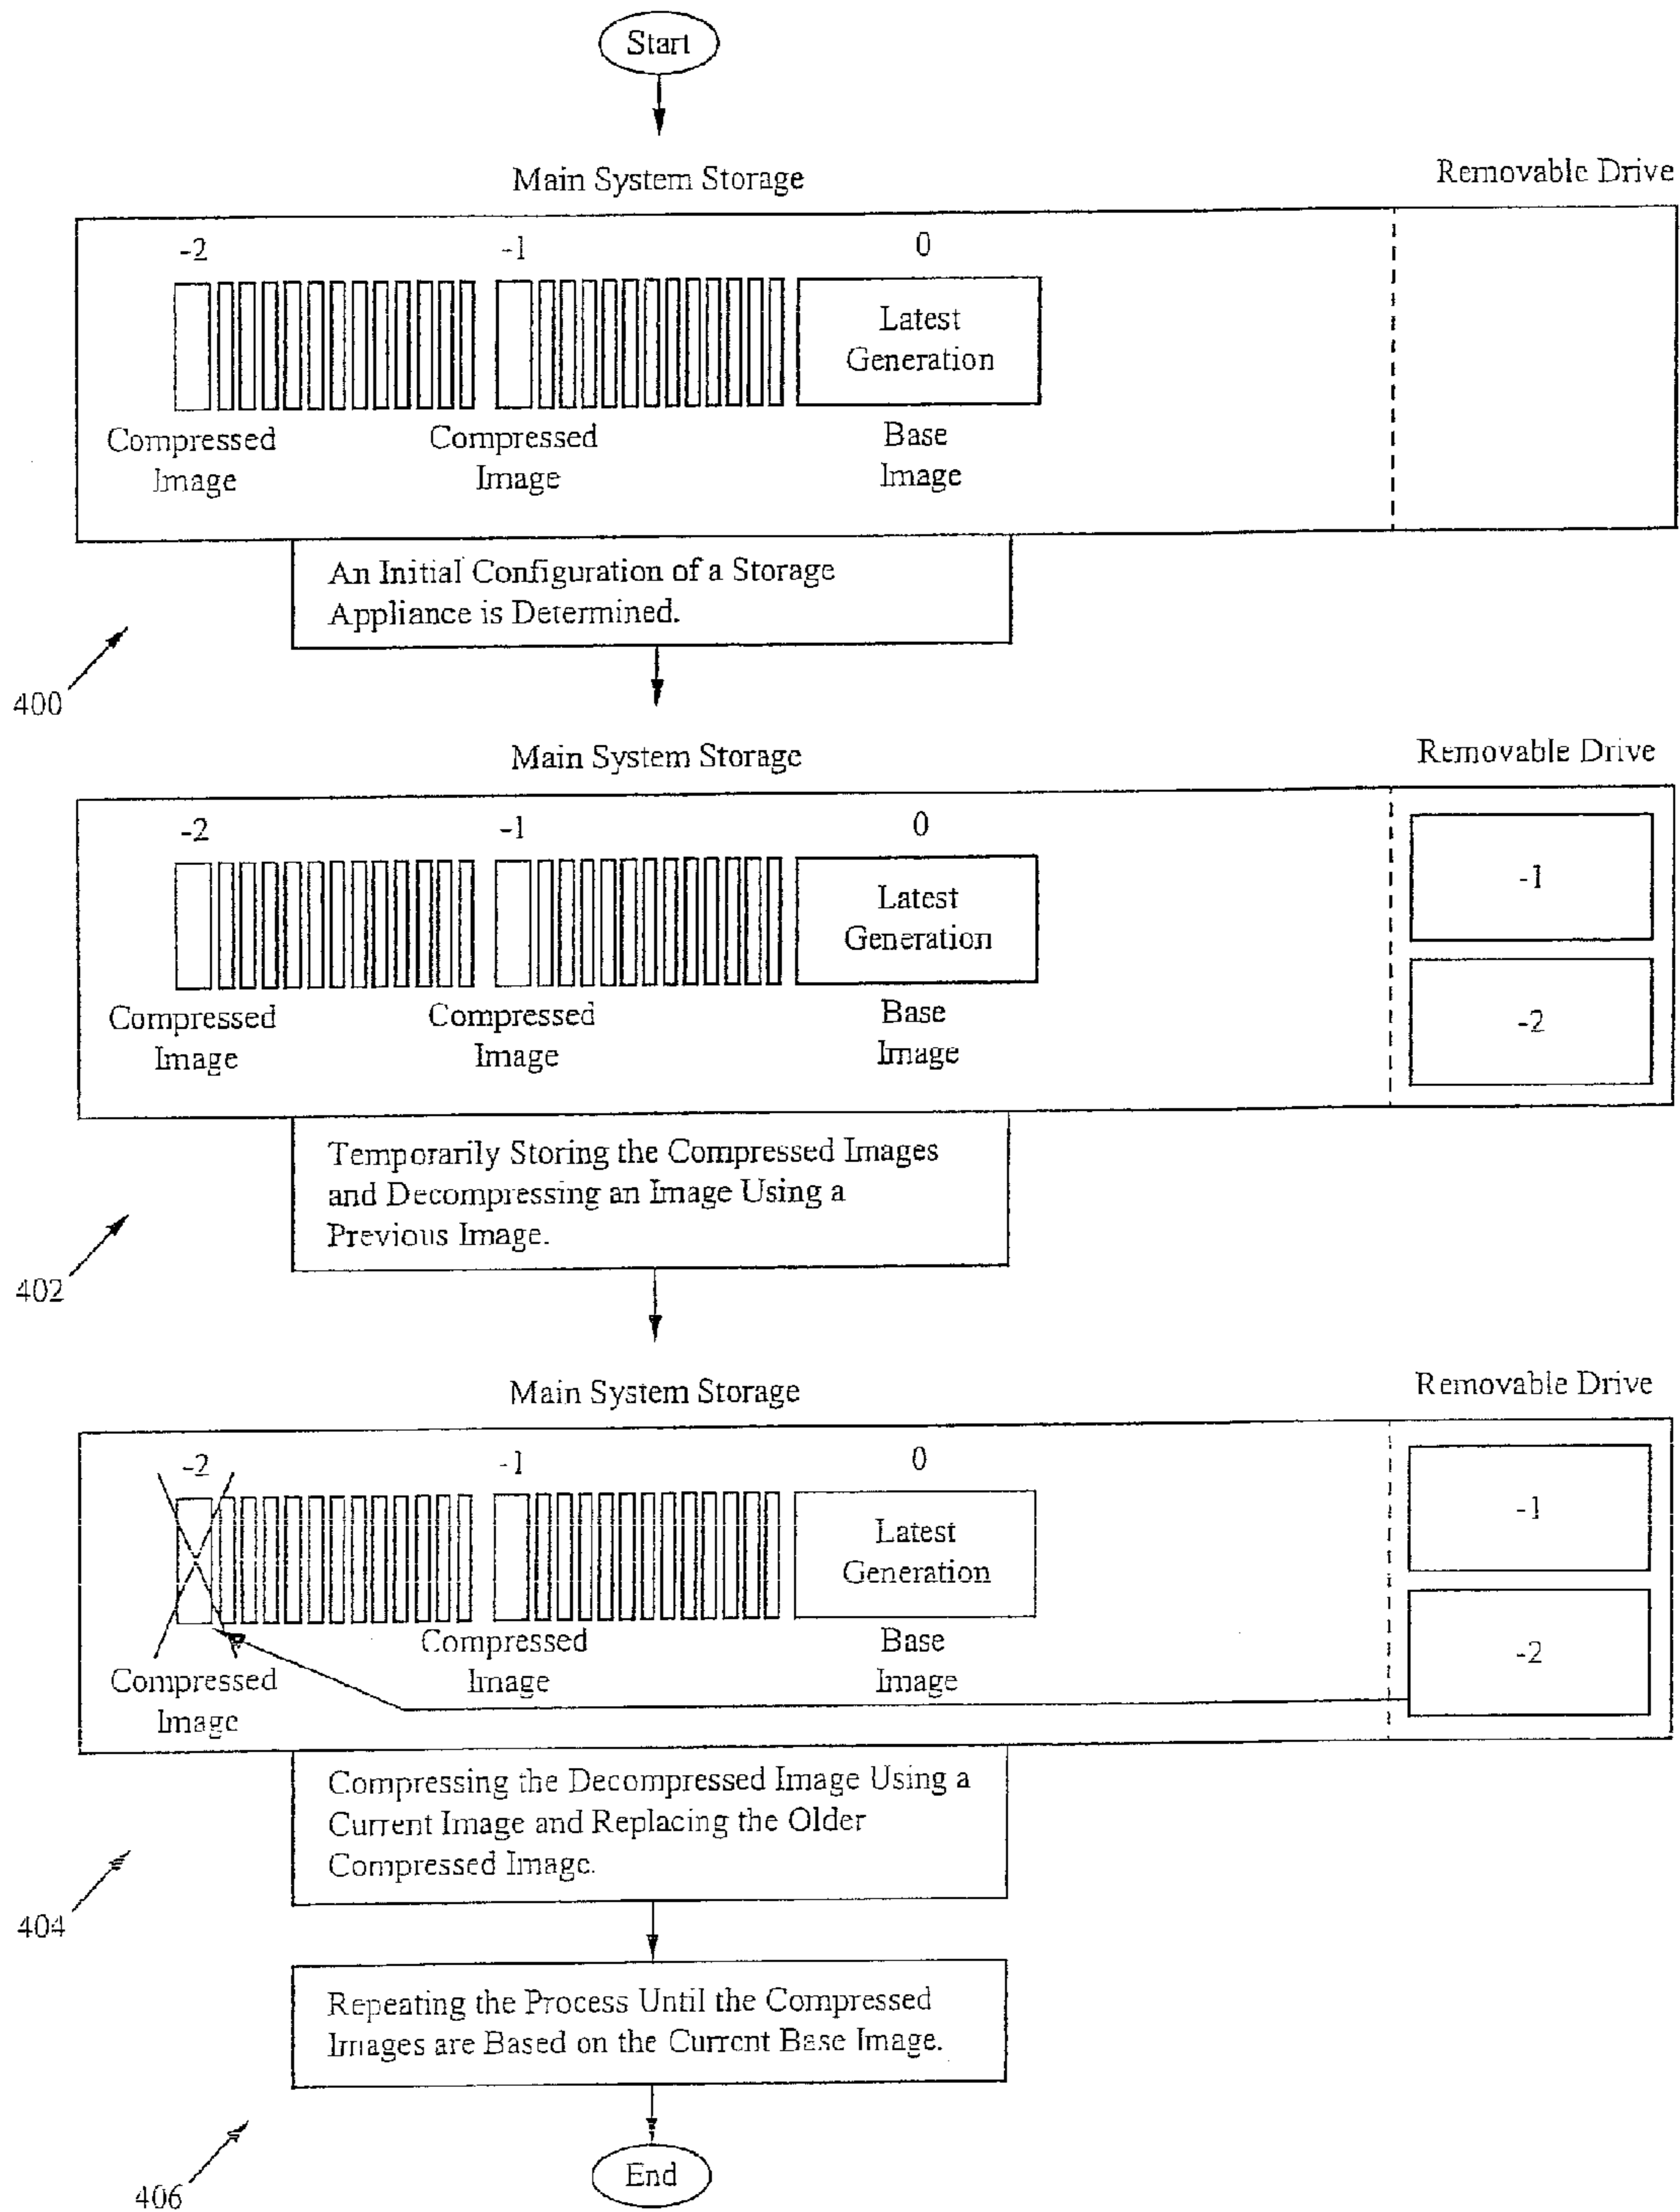 Start
Main System Storage
Removable Drive
-2
-1
0
Latest
Generation
Compressed
Image
Compressed
Image
Base
Image
An Initial Configuration of a Storage
Appliance is Determined.
400
Main System Storage
Removable Drive
-2
-1
0
Latest
Generation
-1
-2
Compressed
Image
Compressed
Image
Base
Image
Temporarily Storing the Compressed Images
and Decompressing an Image Using a
Previous Image.
402
Main System Storage
Removable Drive
-2
-1
0
Latest
Generation
-1
-2
Compressed
Image
Compressed
Image
Base
Image
Compressing the Decompressed Image Using a
Current Image and Replacing the Older
Compressed Image.
404
Repeating the Process Until the Compressed
Images are Based on the Current Base Image.
406
End